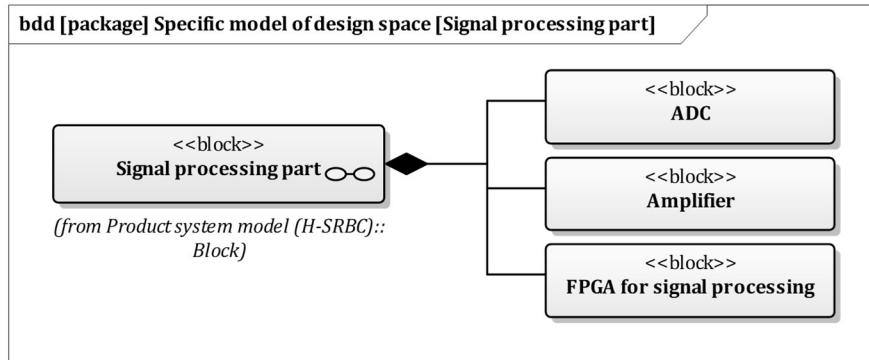 bdd [package] Specific model of design space [Signal processing part]
<<block>>
Signal processing part
(from Product system model (H-SRBC)::
Block)
<<block>>
ADC
<<block>>
Amplifier
<<block>>
FPGA for signal processing